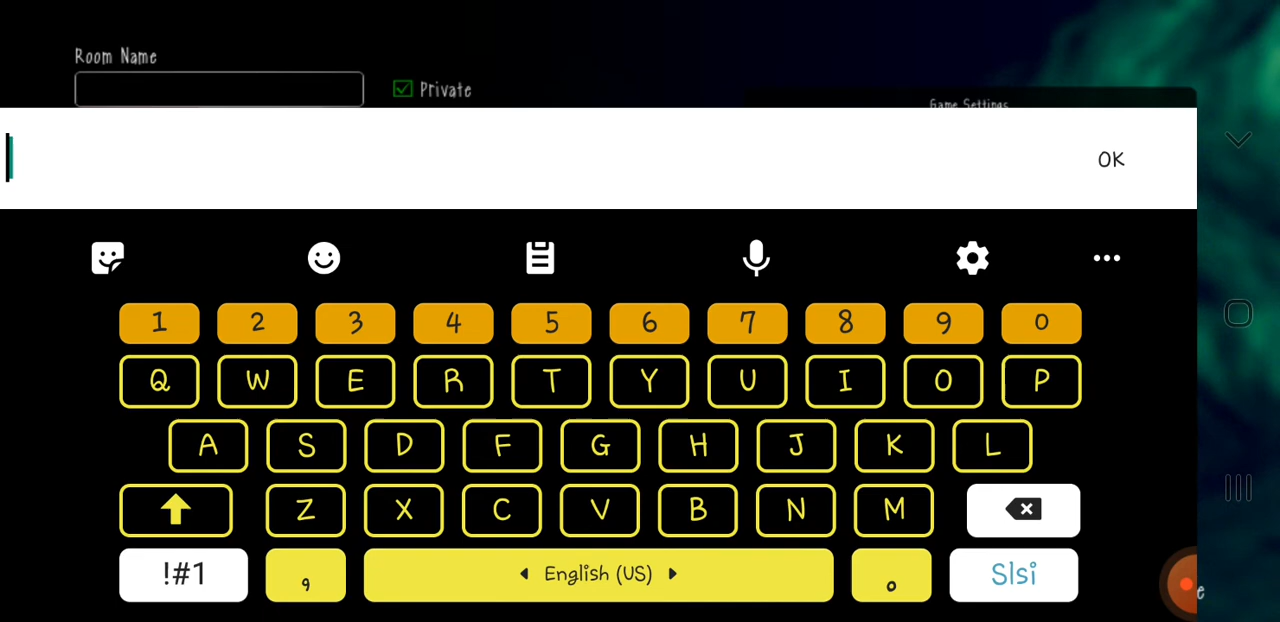 Room Name
Private
Game Settings
OK
1 2 3 4 5 6 7 8 9 0
Q W E R T Y U I O P
A S D F G H J K L
Z X C V B N M
!#1 , English (US) . Slsi
e